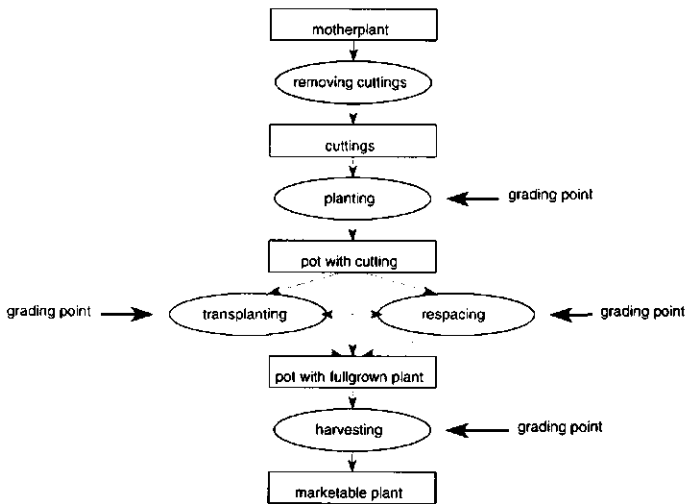 motherplant
removing cuttings
cuttings
planting
grading point
pot with cutting
grading point
transplanting
respacing
grading point
pot with fullgrown plant
harvesting
grading point
marketable plant